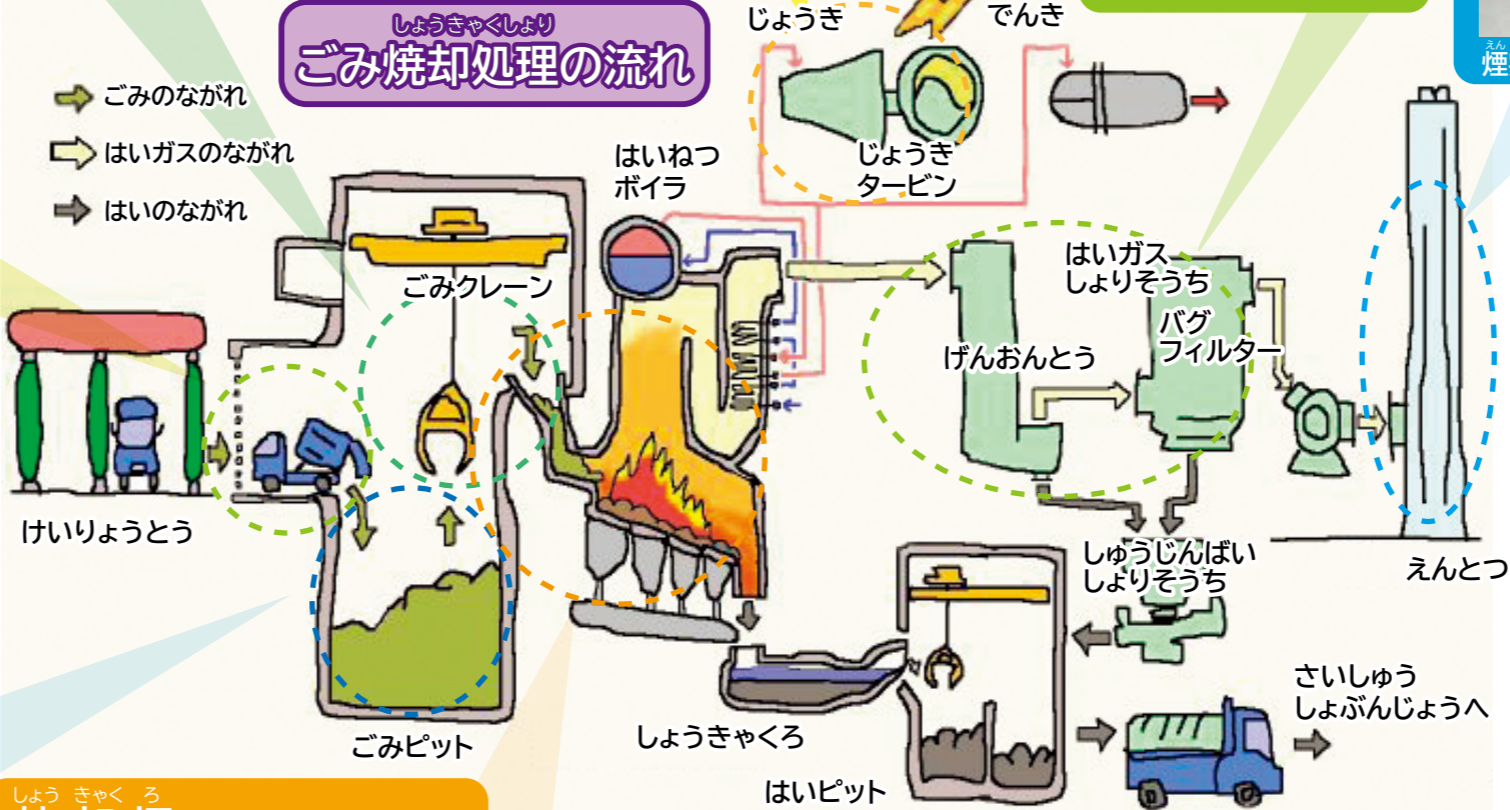 しょうきゃくしょり
ごみ焼却処理の流れ
じょうき
でんき
えん
煙
ごみのながれ
はいガスのながれ
はいのながれ
はいねつ
ボイラ
じょうき
タービン
ごみクレーン
はいガス
しょりそうち
バグ
フィルター
げんおんとう
けいりょうとう
しゅうじんばい
しょりそうち
えんとつ
さいしゅう
しょぶんじょうへ
ごみピット
しょうきゃくろ
はいピット
しょう きゃく ろ